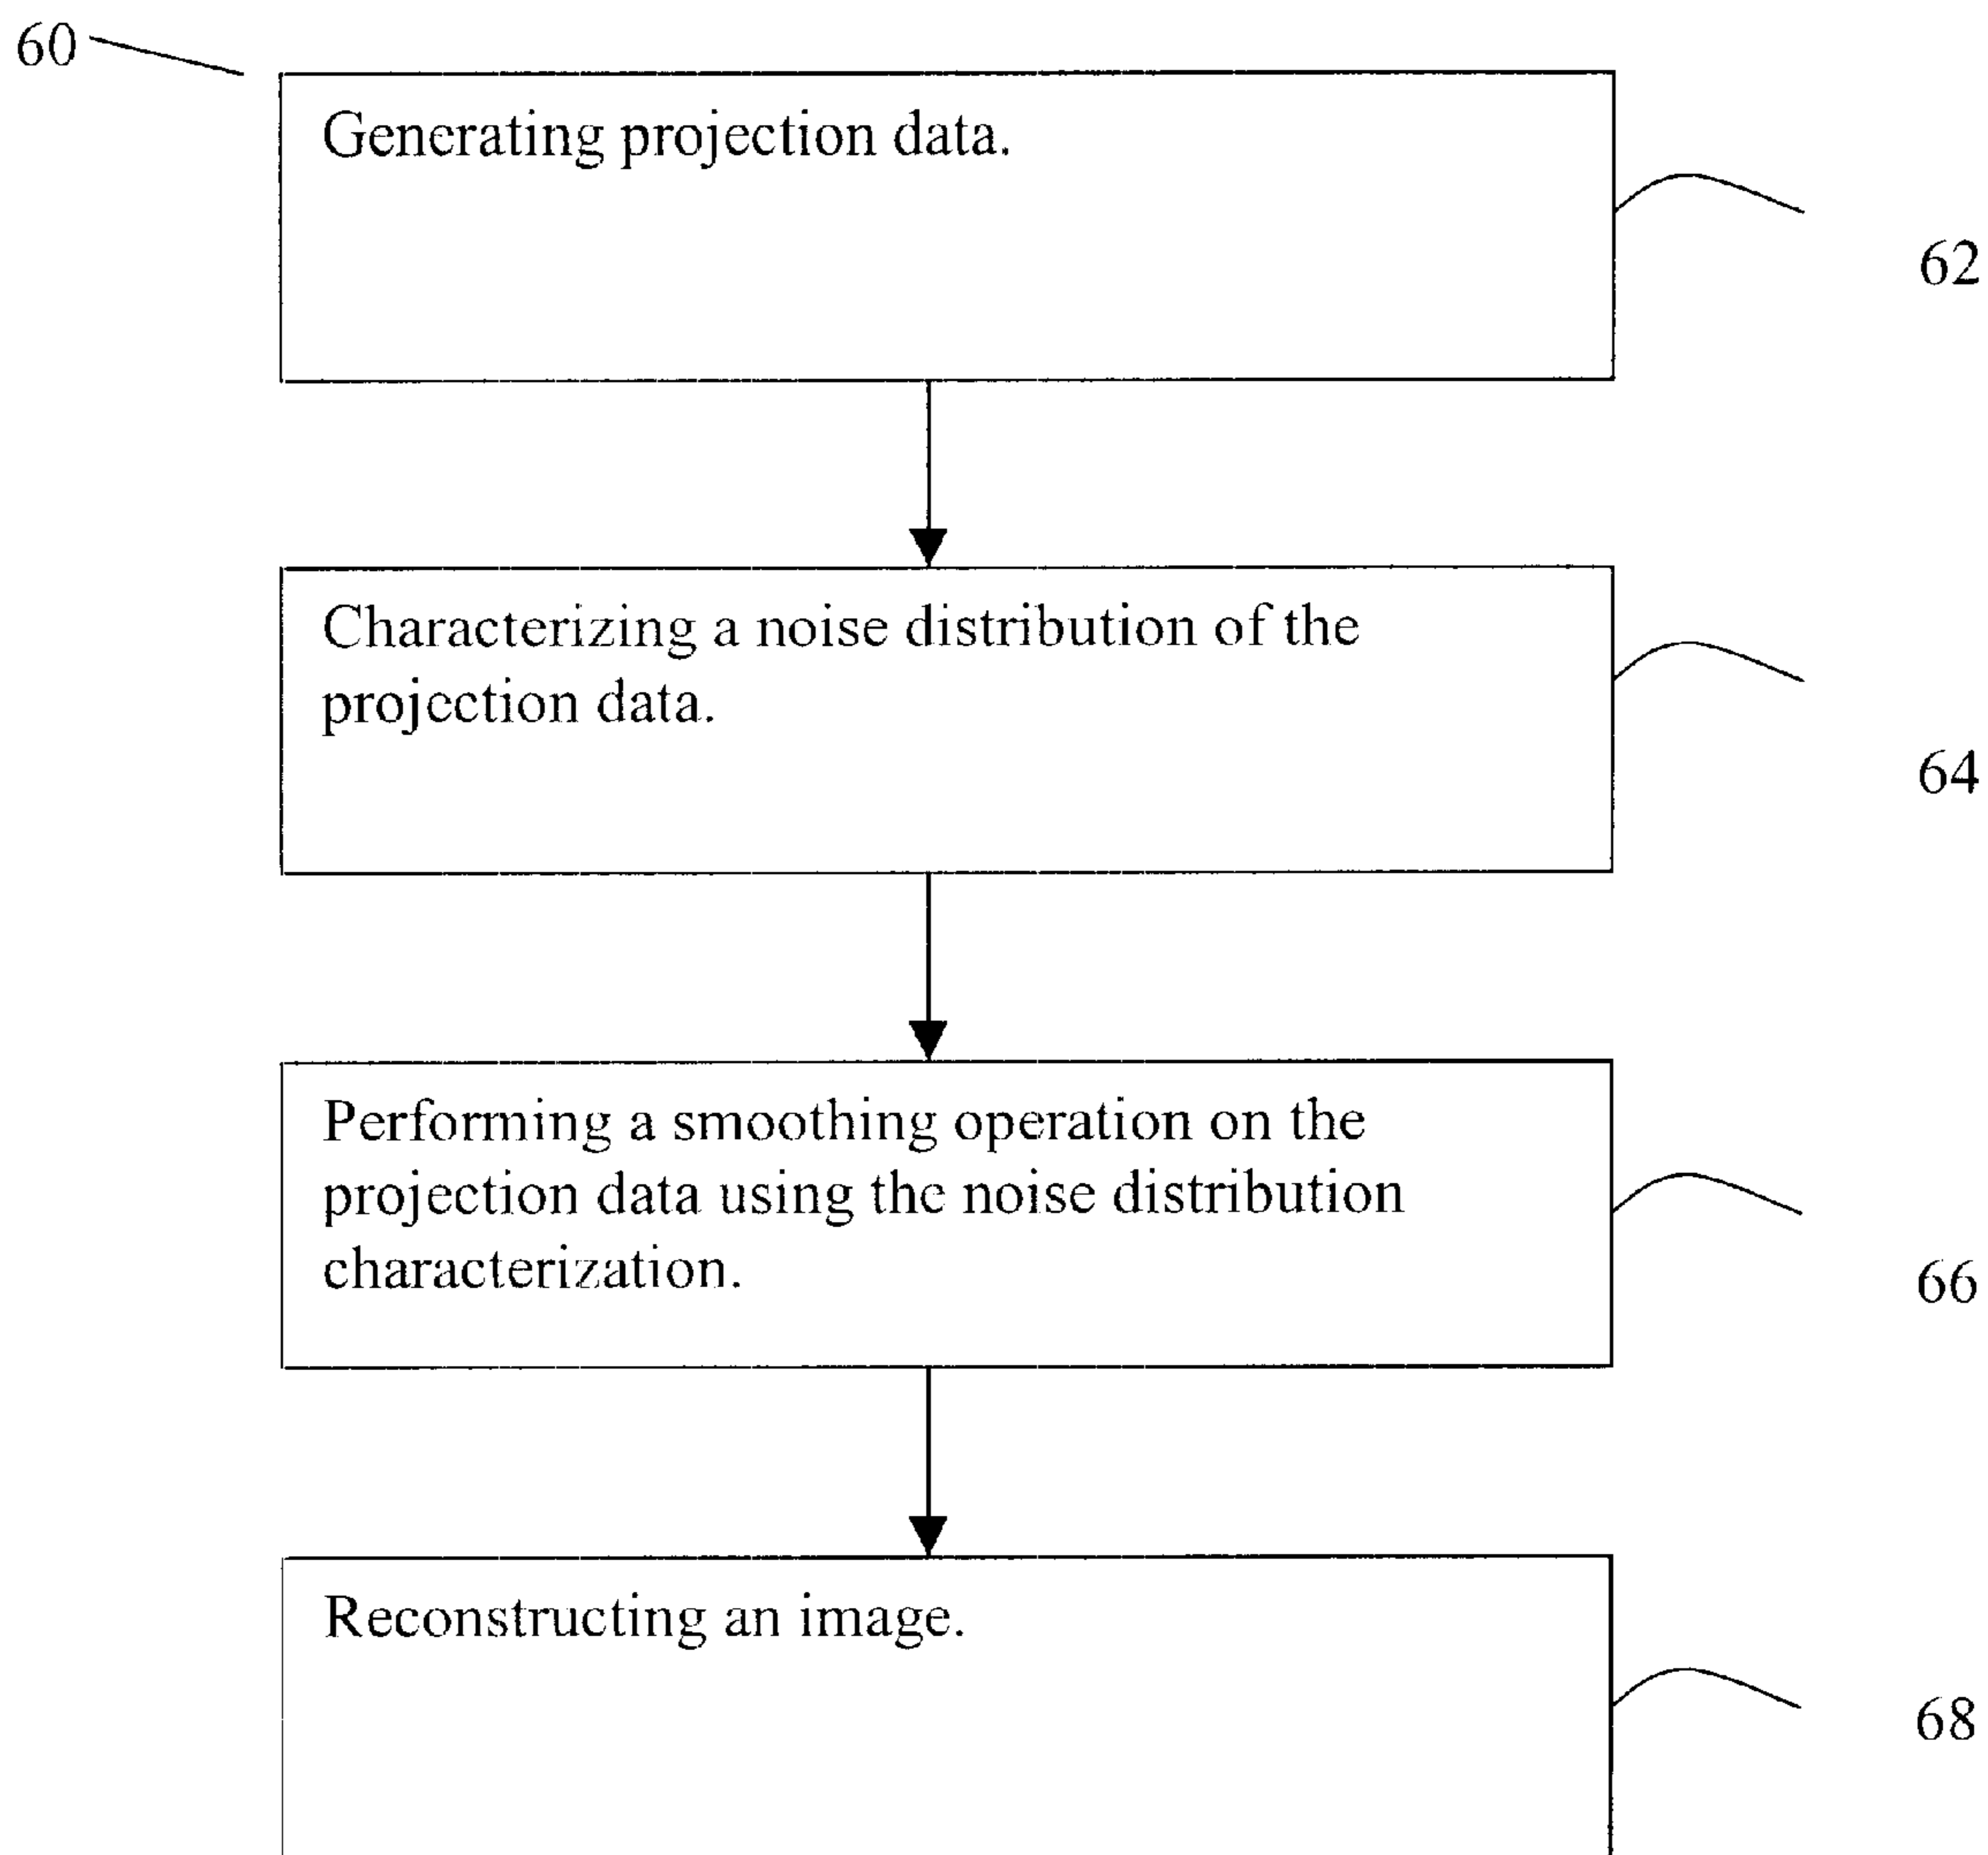 60
Generating projection data.
62
Characterizing a noise distribution of the
projection data.
64
Performing a smoothing operation on the
projection data using the noise distribution
characterization.
66
Reconstructing an image.
68